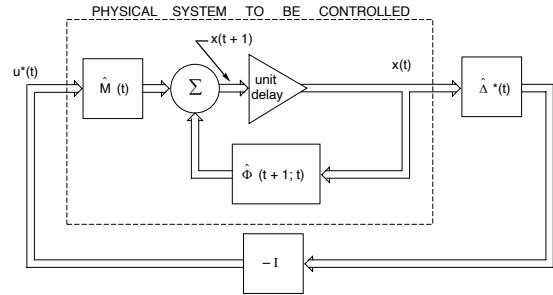 PHYSICAL SYSTEM TO BE CONTROLLED
x(t + 1)
u*(t)
x(t)
M̂ (t)
Σ
unit
delay
Δ̂ *(t)
Φ̂ (t + 1; t)
– I